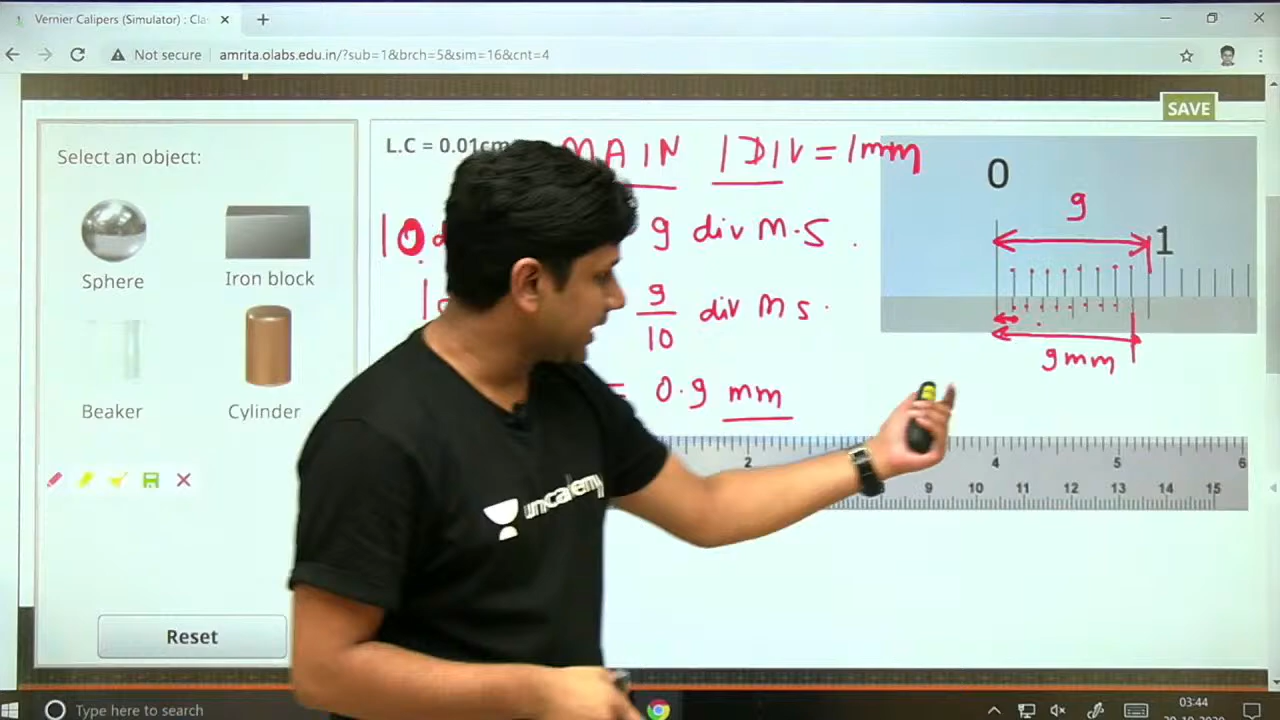 Vernier Calipers (Simulator) : Cla
Not secure
amrita.olabs.edu.in/?sub=1&brch=5&sim=16&cnt=4
SAVE
Select an object:
L.C = 0.01cm
MAIN 1DIV = 1mm
0
9
1
10 9 div M.S.
Sphere
Iron block
1 9/10 div MS.
9mm
= 0.9 mm
Beaker
Cylinder
2 4 5 6
9 10 11 12 13 14 15
unacademy
Reset
Type here to search
03:44